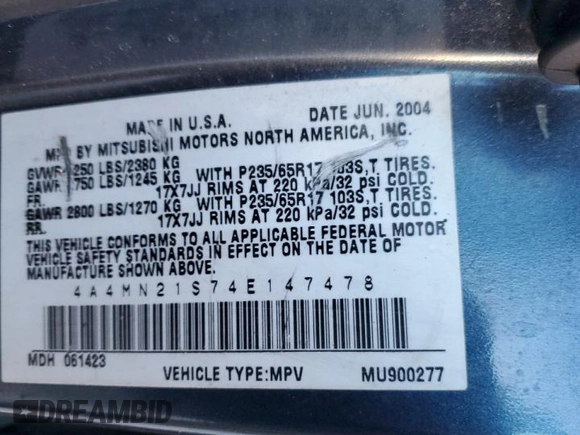 MADE IN U.S.A. DATE JUN. 2004
MFD BY MITSUBISHI MOTORS NORTH AMERICA, INC.
GVWR 5250 LBS/2380 KG
GAWR 2750 LBS/1245 KG WITH P235/65R17 103S,T TIRES.
FR. 17X7JJ RIMS AT 220 kPa/32 psi COLD.
GAWR 2800 LBS/1270 KG WITH P235/65R17 103S,T TIRES.
RR. 17X7JJ RIMS AT 220 kPa/32 psi COLD.
THIS VEHICLE CONFORMS TO ALL APPLICABLE FEDERAL MOTOR
VEHICLE SAFETY STANDARDS IN EFFECT ON THE DATE OF
MANUFACTURE SHOWN ABOVE.
4A4MN21S74E147478
MDH 061423
VEHICLE TYPE:MPV MU900277
DREAMBID